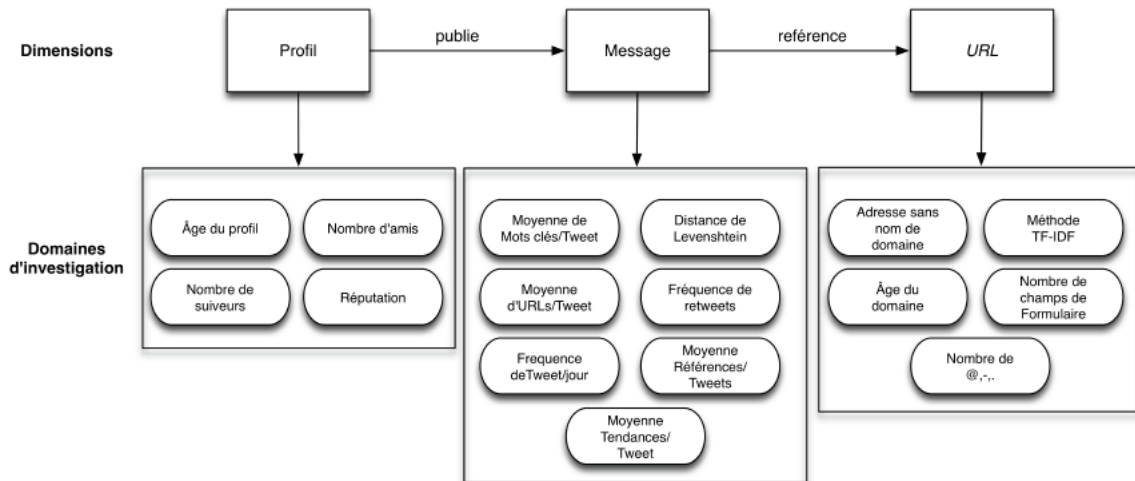 Dimensions
Profil
publie
Message
reférence
URL
Domaines
d'investigation
Âge du profil
Nombre d'amis
Nombre de
suiveurs
Réputation
Moyenne de
Mots clés/Tweet
Distance de
Levenshtein
Moyenne
d'URLs/Tweet
Fréquence de
retweets
Frequence
deTweet/jour
Moyenne
Références/
Tweets
Moyenne
Tendances/
Tweet
Adresse sans
nom de
domaine
Méthode
TF-IDF
Âge du
domaine
Nombre de
champs de
Formulaire
Nombre de
@,-,.